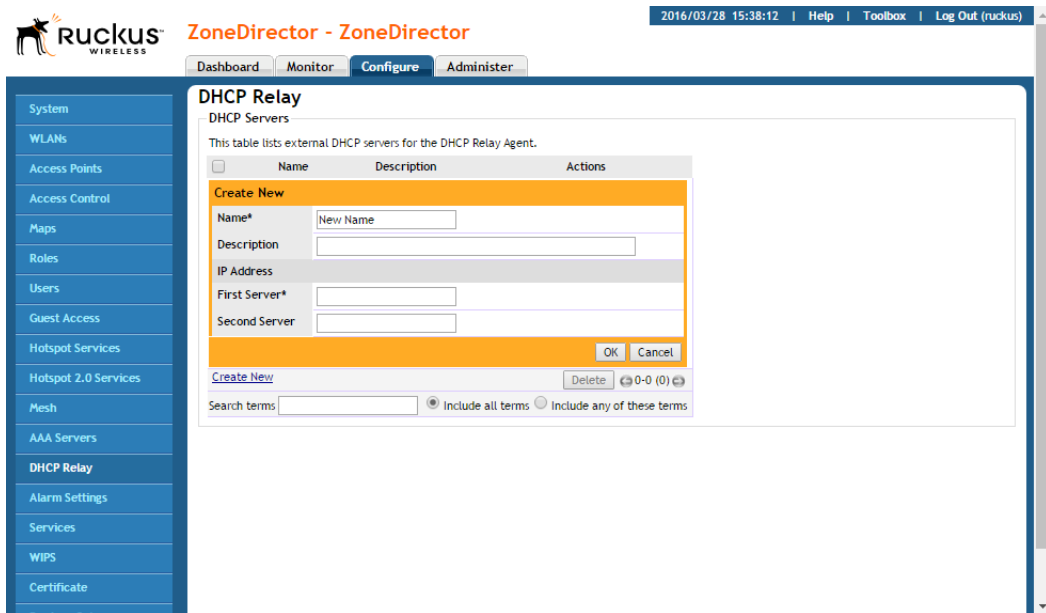 2016/03/28 15:38:12 | Help | Toolbox | Log Out (ruckus)
RUCKUS WIRELESS
ZoneDirector - ZoneDirector
Dashboard Monitor Configure Administer
System
WLANs
Access Points
Access Control
Maps
Roles
Users
Guest Access
Hotspot Services
Hotspot 2.0 Services
Mesh
AAA Servers
DHCP Relay
Alarm Settings
Services
WIPS
Certificate
DHCP Relay
DHCP Servers
This table lists external DHCP servers for the DHCP Relay Agent.
Name Description Actions
Create New
Name* New Name
Description
IP Address
First Server*
Second Server
OK Cancel
Create New Delete 0-0 (0)
Search terms Include all terms Include any of these terms